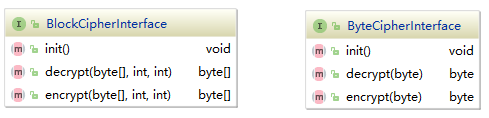 I BlockCipherInterface
m init() void
m decrypt(byte[], int, int) byte[]
m encrypt(byte[], int, int) byte[]
I ByteCipherInterface
m init() void
m decrypt(byte) byte
m encrypt(byte) byte